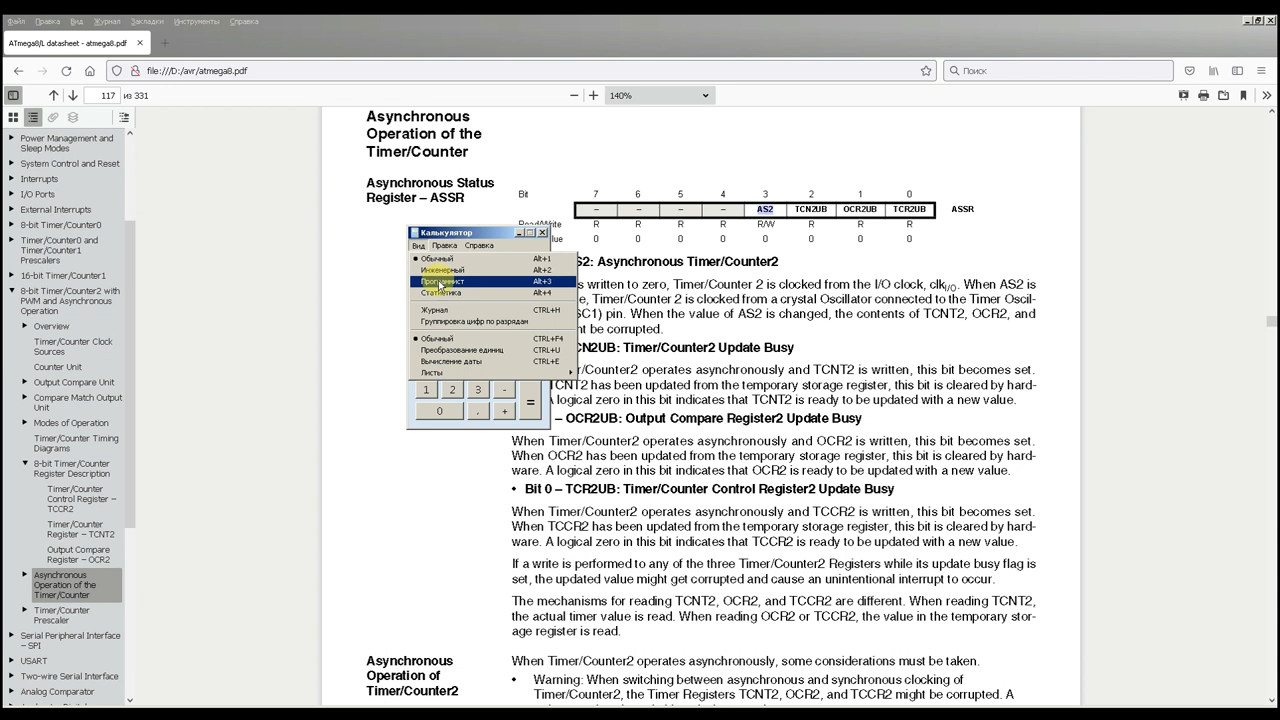 Файл Правка Вид Журнал Закладки Инструменты Справка
ATmega8/L datasheet - atmega8.pdf
file:///D:/avr/atmega8.pdf
Поиск
117 из 331
140%
Power Management and
Sleep Modes
System Control and Reset
Interrupts
I/O Ports
External Interrupts
8-bit Timer/Counter0
Timer/Counter0 and
Timer/Counter1
Prescalers
16-bit Timer/Counter1
8-bit Timer/Counter2 with
PWM and Asynchronous
Operation
Overview
Timer/Counter Clock
Sources
Counter Unit
Output Compare Unit
Compare Match Output
Unit
Modes of Operation
Timer/Counter Timing
Diagrams
8-bit Timer/Counter
Register Description
Timer/Counter
Control Register –
TCCR2
Timer/Counter
Register – TCNT2
Output Compare
Register – OCR2
Asynchronous
Operation of the
Timer/Counter
Timer/Counter
Prescaler
Serial Peripheral Interface
– SPI
USART
Two-wire Serial Interface
Analog Comparator
Asynchronous
Operation of the
Timer/Counter
Asynchronous Status
Register – ASSR
Bit 7 6 5 4 3 2 1 0
– – – – AS2 TCN2UB OCR2UB TCR2UB ASSR
Read/Write R R R R R/W R R R
0 0 0 0 0 0 0 0
Калькулятор
Вид Правка Справка
Обычный Alt+1
Инженерный Alt+2
Программист Alt+3
Статистика Alt+4
Журнал CTRL+H
Группировка цифр по разрядам
Обычный CTRL+F4
Преобразование единиц CTRL+U
Вычисление даты CTRL+E
Листы
1 2 3 - =
0 , +
S2: Asynchronous Timer/Counter2
s written to zero, Timer/Counter 2 is clocked from the I/O clock, clkI/O. When AS2 is
e, Timer/Counter 2 is clocked from a crystal Oscillator connected to the Timer Oscil-
SC1) pin. When the value of AS2 is changed, the contents of TCNT2, OCR2, and
ht be corrupted.
CN2UB: Timer/Counter2 Update Busy
Timer/Counter2 operates asynchronously and TCNT2 is written, this bit becomes set.
TCNT2 has been updated from the temporary storage register, this bit is cleared by hard-
A logical zero in this bit indicates that TCNT2 is ready to be updated with a new value.
– OCR2UB: Output Compare Register2 Update Busy
When Timer/Counter2 operates asynchronously and OCR2 is written, this bit becomes set.
When OCR2 has been updated from the temporary storage register, this bit is cleared by hard-
ware. A logical zero in this bit indicates that OCR2 is ready to be updated with a new value.
• Bit 0 – TCR2UB: Timer/Counter Control Register2 Update Busy
When Timer/Counter2 operates asynchronously and TCCR2 is written, this bit becomes set.
When TCCR2 has been updated from the temporary storage register, this bit is cleared by hard-
ware. A logical zero in this bit indicates that TCCR2 is ready to be updated with a new value.
If a write is performed to any of the three Timer/Counter2 Registers while its update busy flag is
set, the updated value might get corrupted and cause an unintentional interrupt to occur.
The mechanisms for reading TCNT2, OCR2, and TCCR2 are different. When reading TCNT2,
the actual timer value is read. When reading OCR2 or TCCR2, the value in the temporary stor-
age register is read.
Asynchronous
Operation of
Timer/Counter2
When Timer/Counter2 operates asynchronously, some considerations must be taken.
• Warning: When switching between asynchronous and synchronous clocking of
Timer/Counter2, the Timer Registers TCNT2, OCR2, and TCCR2 might be corrupted. A